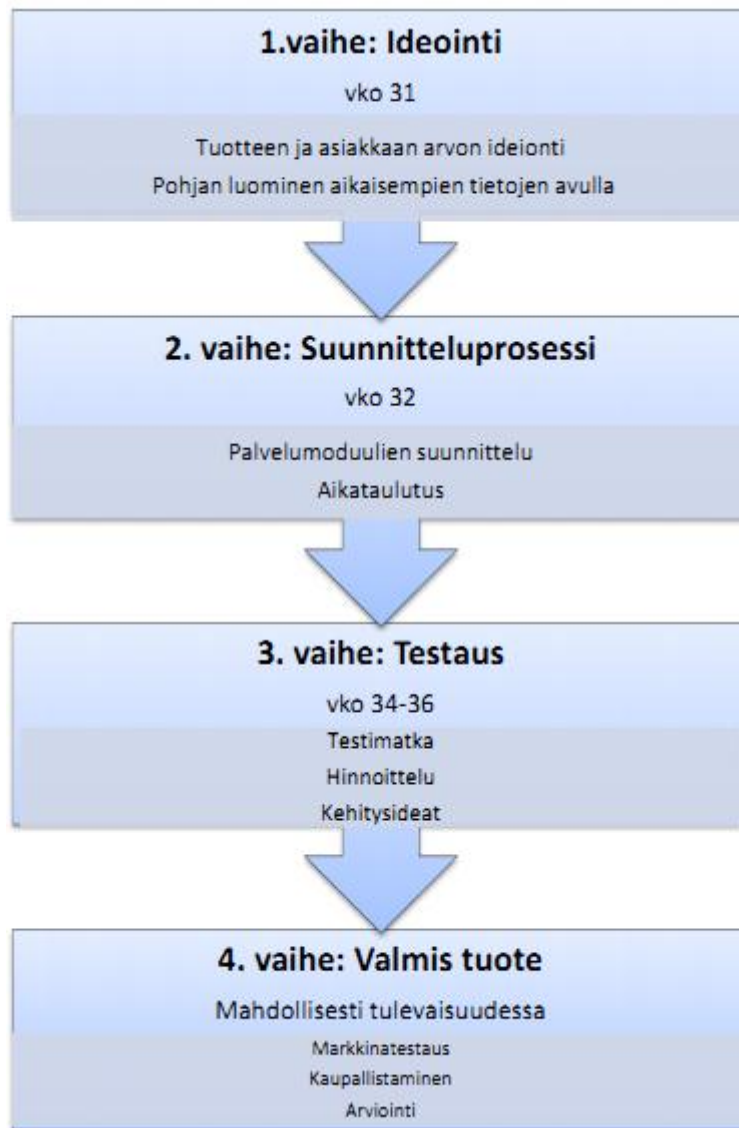 1.vaihe: Ideointi
vko 31
Tuotteen ja asiakkaan arvon ideionti
Pohjan luominen aikaisempien tietojen avulla
2. vaihe: Suunnitteluprosessi
vko 32
Palvelumoduulien suunnittelu
Aikataulutus
3. vaihe: Testaus
vko 34-36
Testimatka
Hinnoittelu
Kehitysideat
4. vaihe: Valmis tuote
Mahdollisesti tulevaisuudessa
Markkinatestaus
Kaupallistaminen
Arviointi